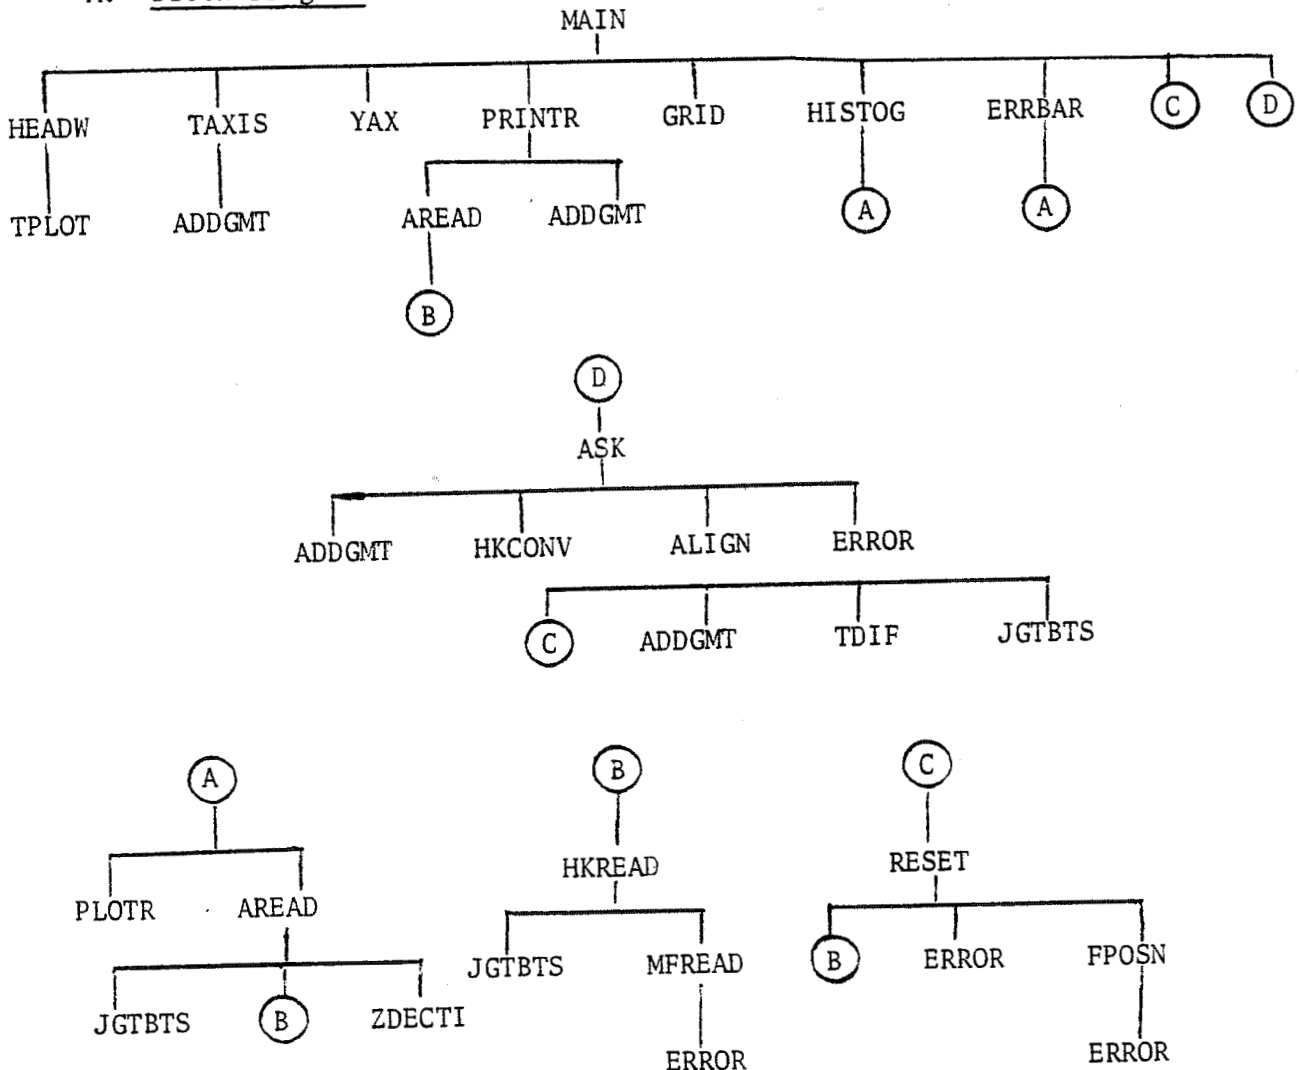 MAIN
HEADW TAXIS YAX PRINTR GRID HISTOG ERRBAR C D
TPLOT ADDGMT AREAD ADDGMT A A
B
D
ASK
ADDGMT HKCONV ALIGN ERROR
C ADDGMT TDIF JGTBTS
A B C
HKREAD RESET
PLOTR AREAD
JGTBTS MFREAD B ERROR FPOSN
JGTBTS B ZDECTI
ERROR ERROR